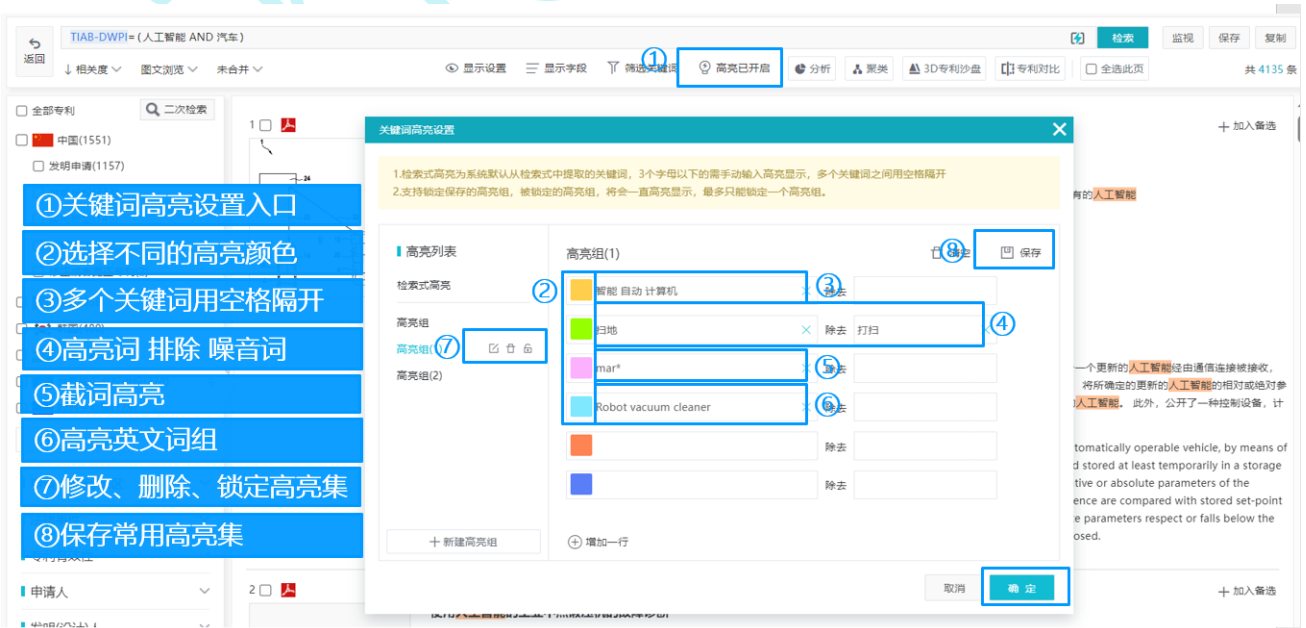 TIAB-DWPI=(人工智能 AND 汽车)
检索
监视
保存
复制
返回
↓相关度
图文浏览
未合并
显示设置
显示字段
筛选关键词
①
高亮已开启
分析
聚类
3D专利沙盘
专利对比
全选此页
共 4135 条
全部专利
二次检索
中国(1551)
发明申请(1157)
1
+ 加入备选
①关键词高亮设置入口
②选择不同的高亮颜色
③多个关键词用空格隔开
④高亮词 排除 噪音词
⑤截词高亮
⑥高亮英文词组
⑦修改、删除、锁定高亮集
⑧保存常用高亮集
申请人
关键词高亮设置
1.检索式高亮为系统默认从检索式中提取的关键词，3个字母以下的需手动输入高亮显示，多个关键词之间用空格隔开
2.支持锁定保存的高亮组，被锁定的高亮组，将会一直高亮显示，最多只能锁定一个高亮组。
高亮列表
检索式高亮
高亮组
高亮组(1)
⑦
高亮组(2)
+ 新建高亮组
高亮组(1)
⑧
保存
②
智能 自动 计算机
③
除去
扫地
除去
打扫
④
mar*
⑤
除去
Robot vacuum cleaner
⑥
除去
除去
除去
增加一行
取消
确 定
有的人工智能
一个更新的人工智能经由通信连接被接收，
将所确定的更新的人工智能的相对或绝对参
人工智能。 此外，公开了一种控制设备，计
tomatically operable vehicle, by means of
d stored at least temporarily in a storage
tive or absolute parameters of the
ence are compared with stored set-point
e parameters respect or falls below the
osed.
2
+ 加入备选